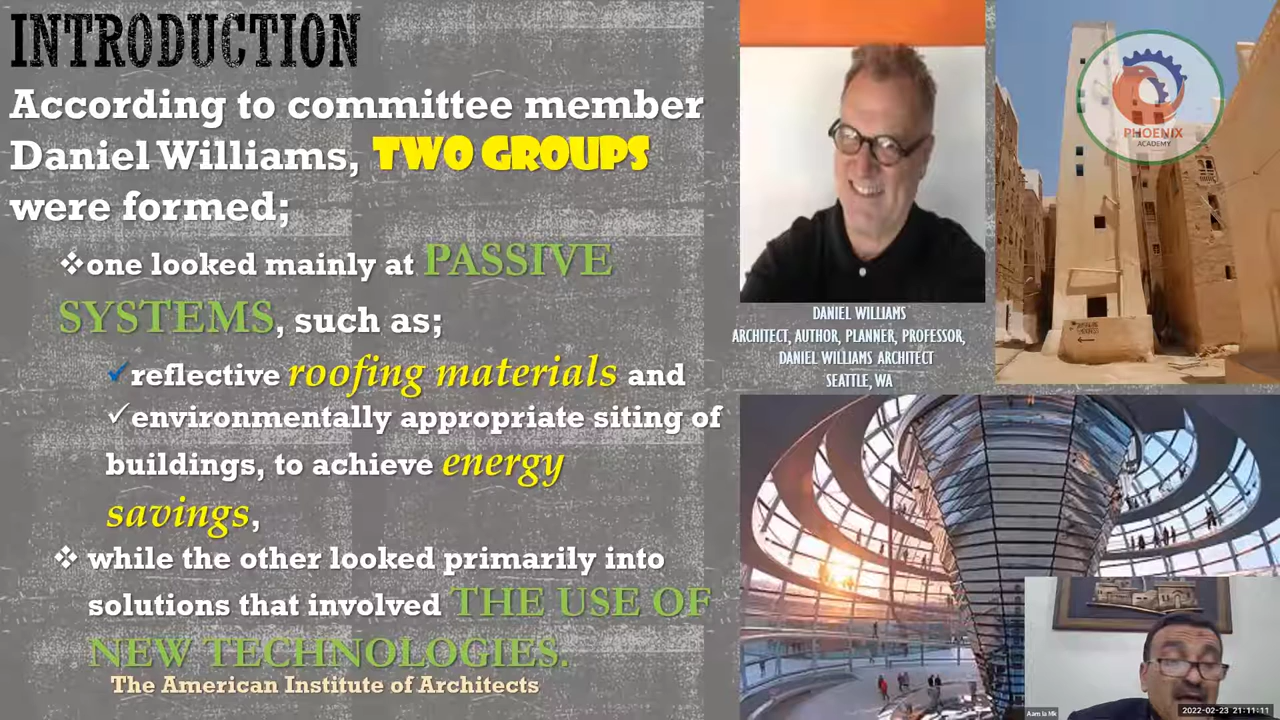 INTRODUCTION
According to committee member
Daniel Williams, TWO GROUPS
were formed;
❖one looked mainly at PASSIVE
SYSTEMS, such as;
✓reflective roofing materials and
✓environmentally appropriate siting of
buildings, to achieve energy
savings,
❖ while the other looked primarily into
solutions that involved THE USE OF
NEW TECHNOLOGIES.
The American Institute of Architects
DANIEL WILLIAMS
ARCHITECT, AUTHOR, PLANNER, PROFESSOR,
DANIEL WILLIAMS ARCHITECT
SEATTLE, WA
PHOENIX
ACADEMY
2022-02-23 21:11:11